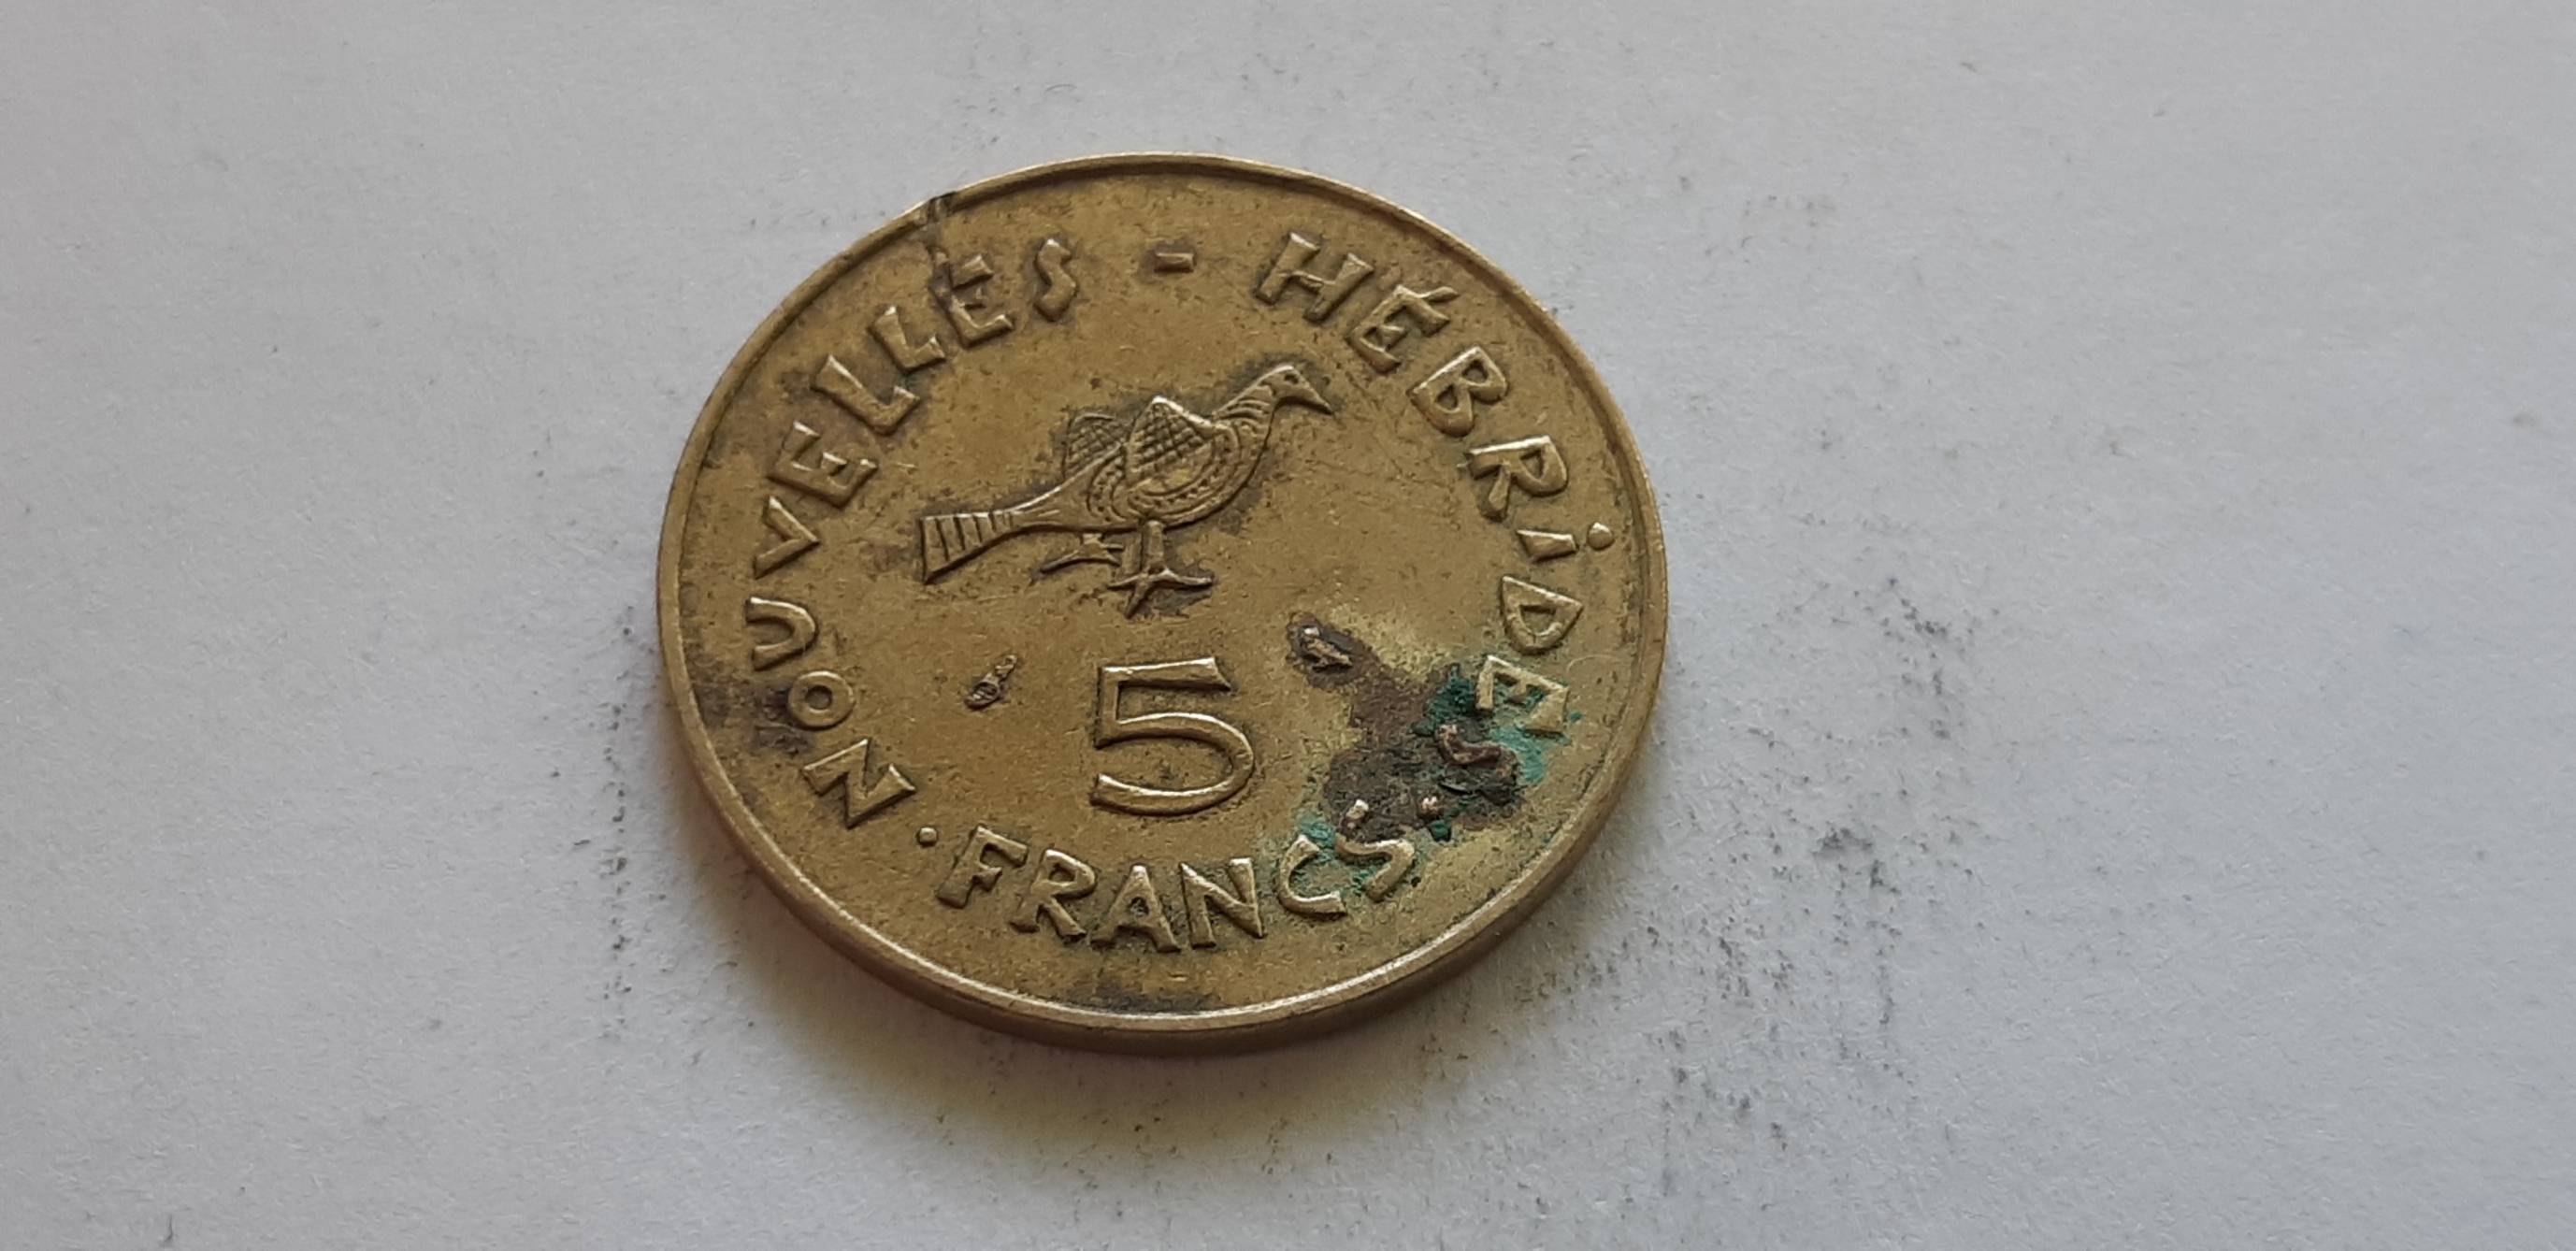 NOUVELLES - HÉBRiDES
5
· FRANCS ·